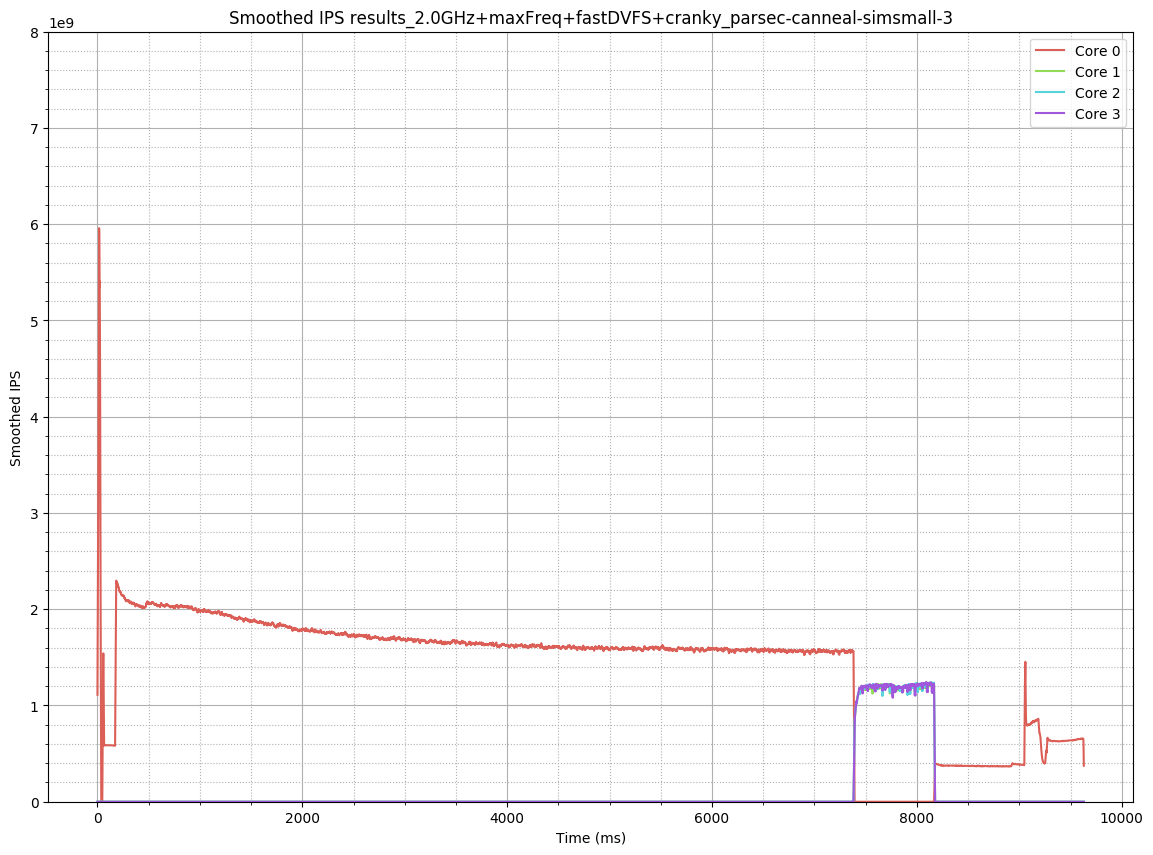 Smoothed IPS results_2.0GHz+maxFreq+fastDVFS+cranky_parsec-canneal-simsmall-3
1e9
8
7
6
5
4
3
2
1
0
Smoothed IPS
Core 0
Core 1
Core 2
Core 3
0 2000 4000 6000 8000 10000
Time (ms)